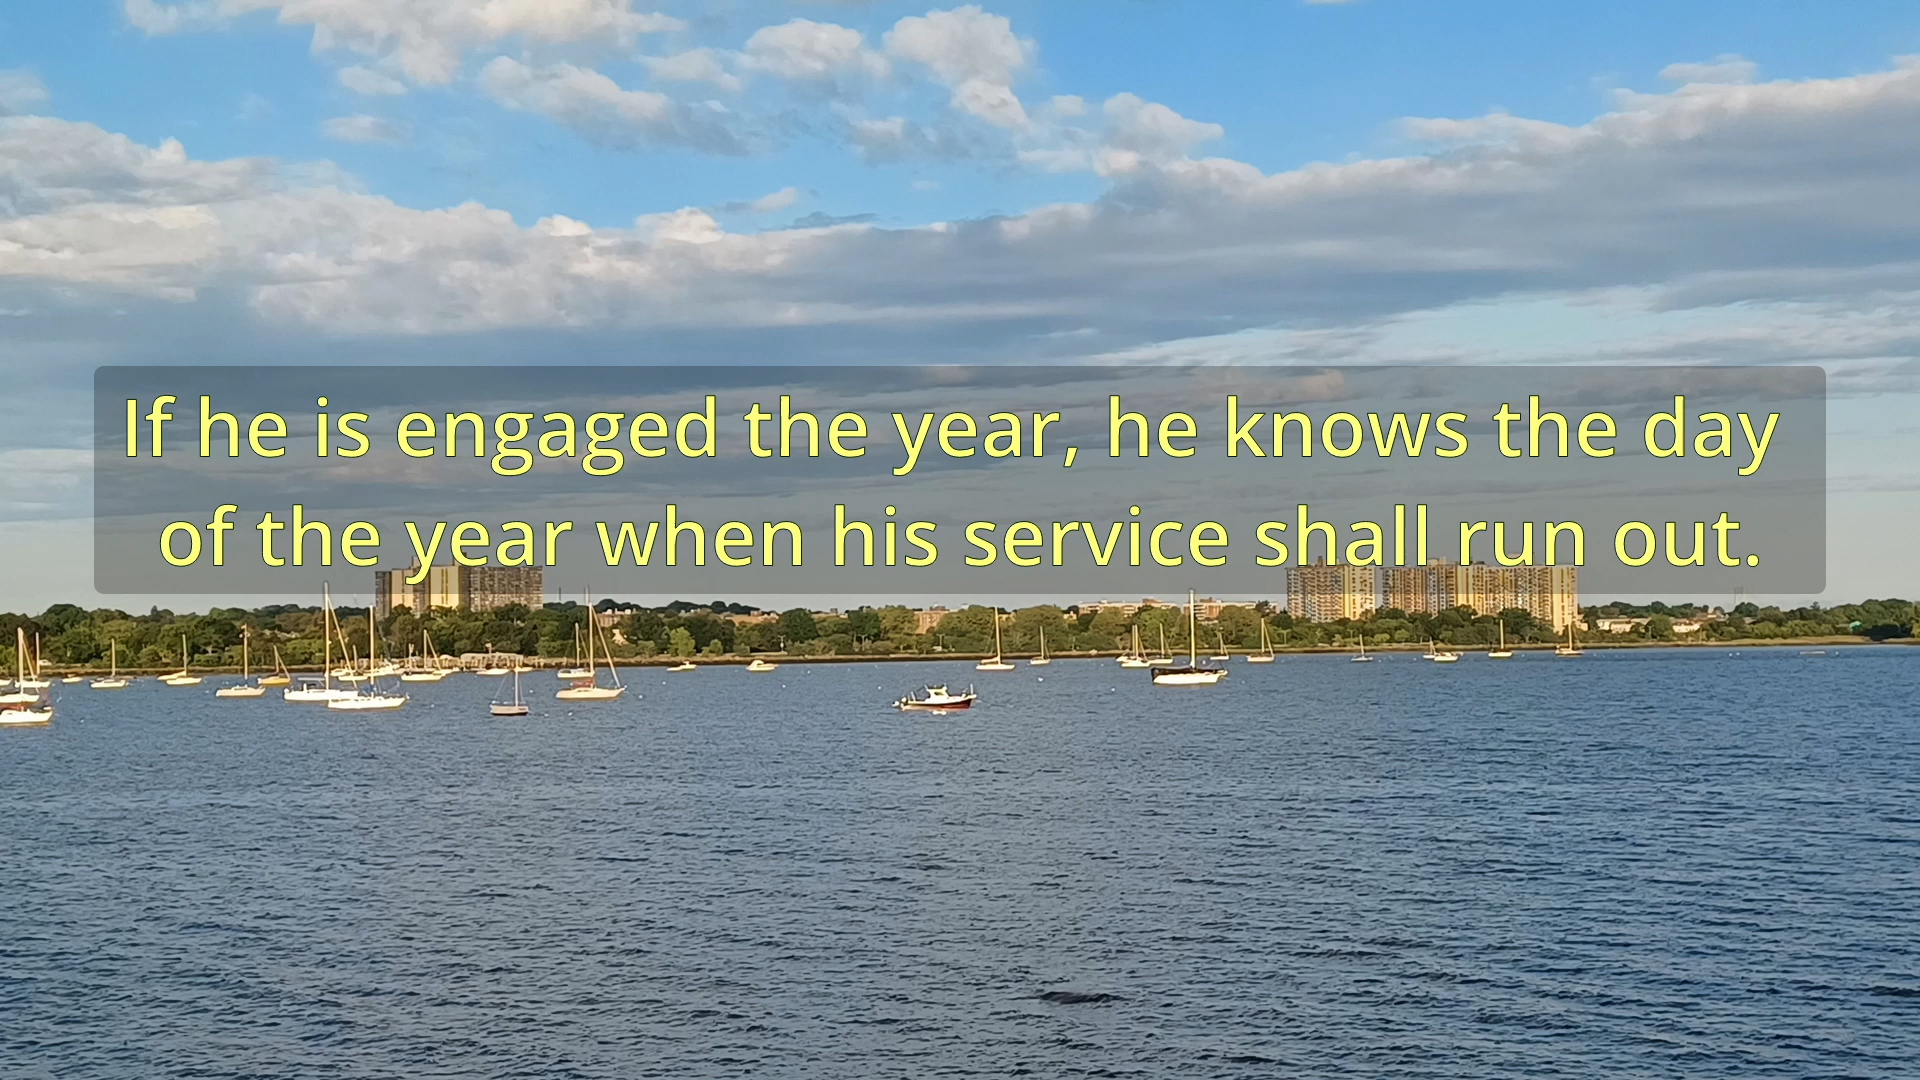 If he is engaged the year, he knows the day
of the year when his service shall run out.